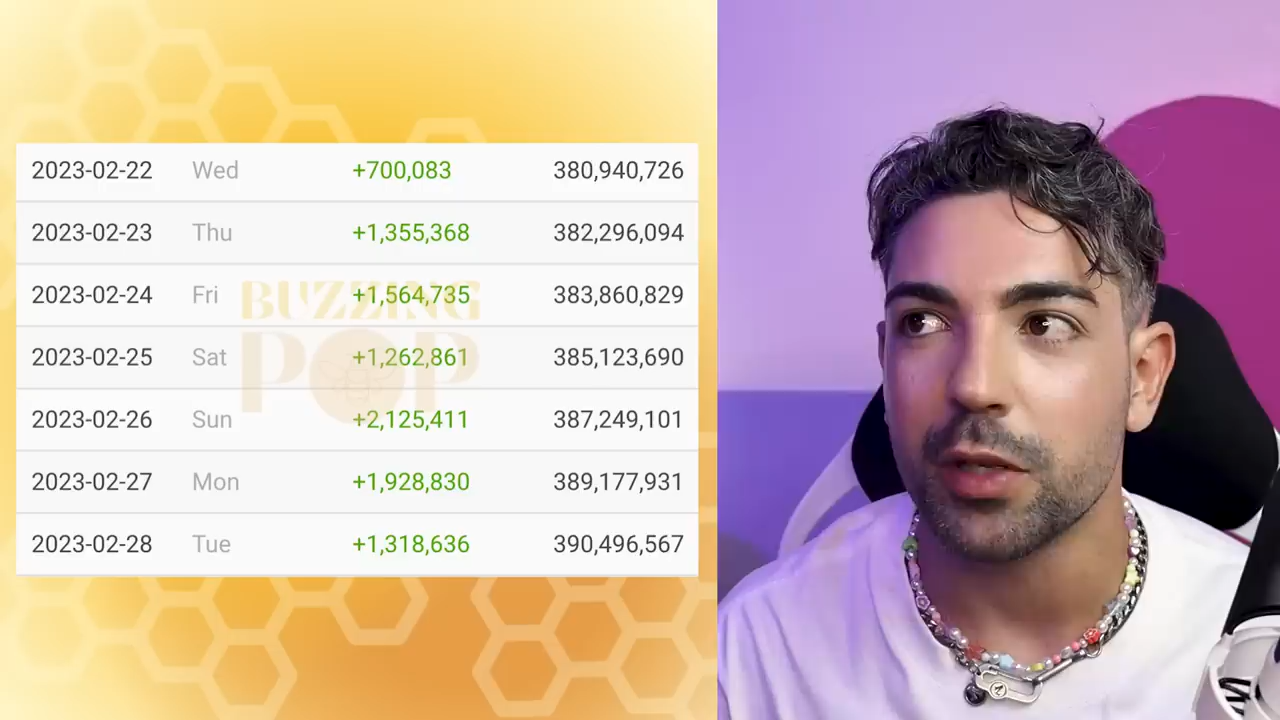 2023-02-22 Wed +700,083 380,940,726
2023-02-23 Thu +1,355,368 382,296,094
2023-02-24 Fri +1,564,735 383,860,829
BUZZING
POP
2023-02-25 Sat +1,262,861 385,123,690
2023-02-26 Sun +2,125,411 387,249,101
2023-02-27 Mon +1,928,830 389,177,931
2023-02-28 Tue +1,318,636 390,496,567